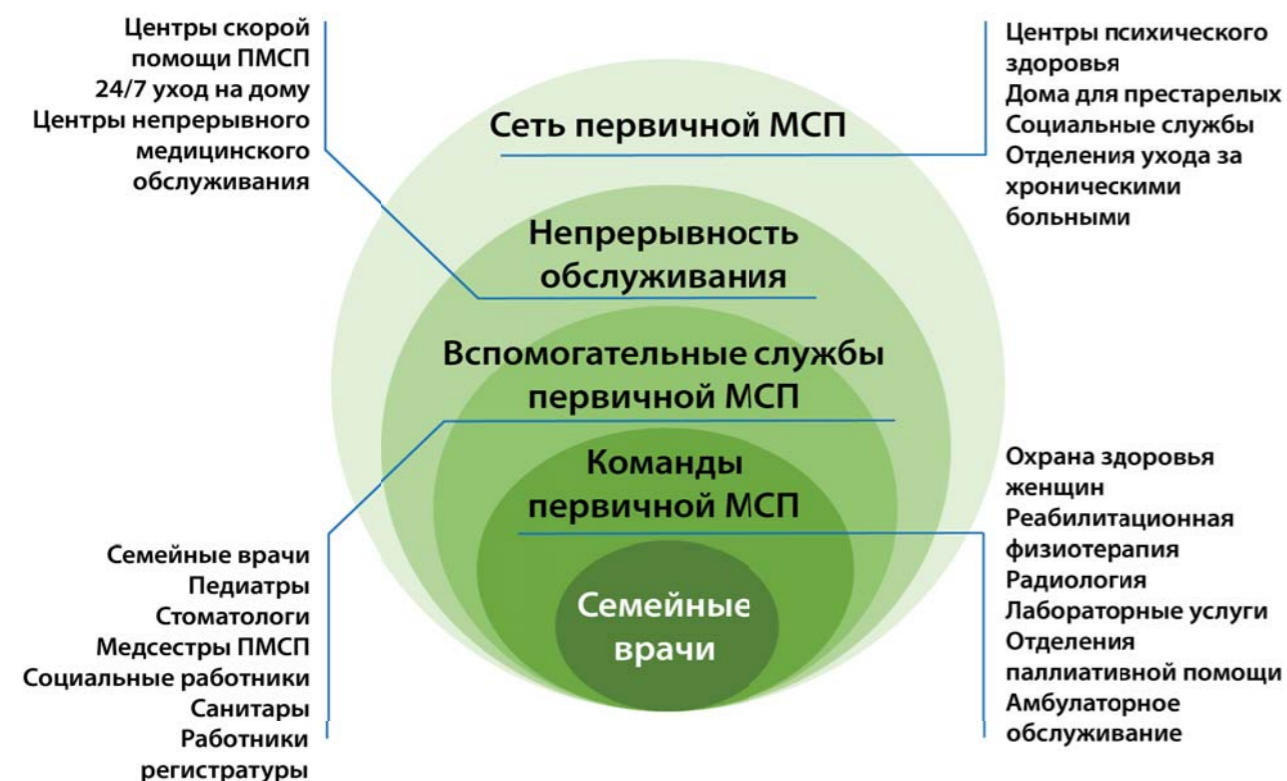 Центры скорой
помощи ПМСП
24/7 уход на дому
Центры непрерывного
медицинского
обслуживания
Сеть первичной МСП
Центры психического
здоровья
Дома для престарелых
Социальные службы
Отделения ухода за
хроническими
больными
Непрерывность
обслуживания
Вспомогательные службы
первичной МСП
Команды
первичной МСП
Семейные
врачи
Семейные врачи
Педиатры
Стоматологи
Медсестры ПМСП
Социальные работники
Санитары
Работники
регистратуры
Охрана здоровья
женщин
Реабилитационная
физиотерапия
Радиология
Лабораторные услуги
Отделения
паллиативной помощи
Амбулаторное
обслуживание